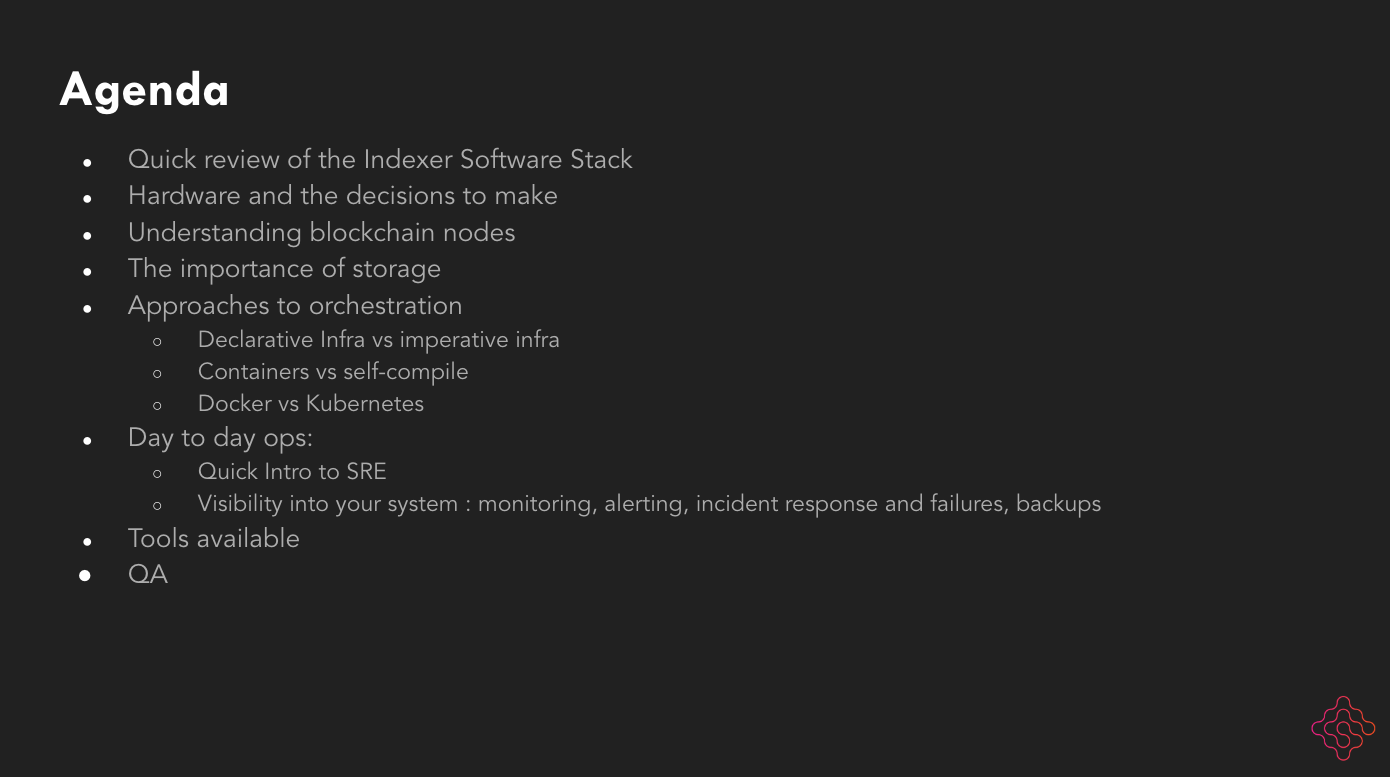 Agenda
Quick review of the Indexer Software Stack
Hardware and the decisions to make
Understanding blockchain nodes
The importance of storage
Approaches to orchestration
Declarative Infra vs imperative infra
Containers vs self-compile
Docker vs Kubernetes
Day to day ops:
Quick Intro to SRE
Visibility into your system : monitoring, alerting, incident response and failures, backups
Tools available
QA